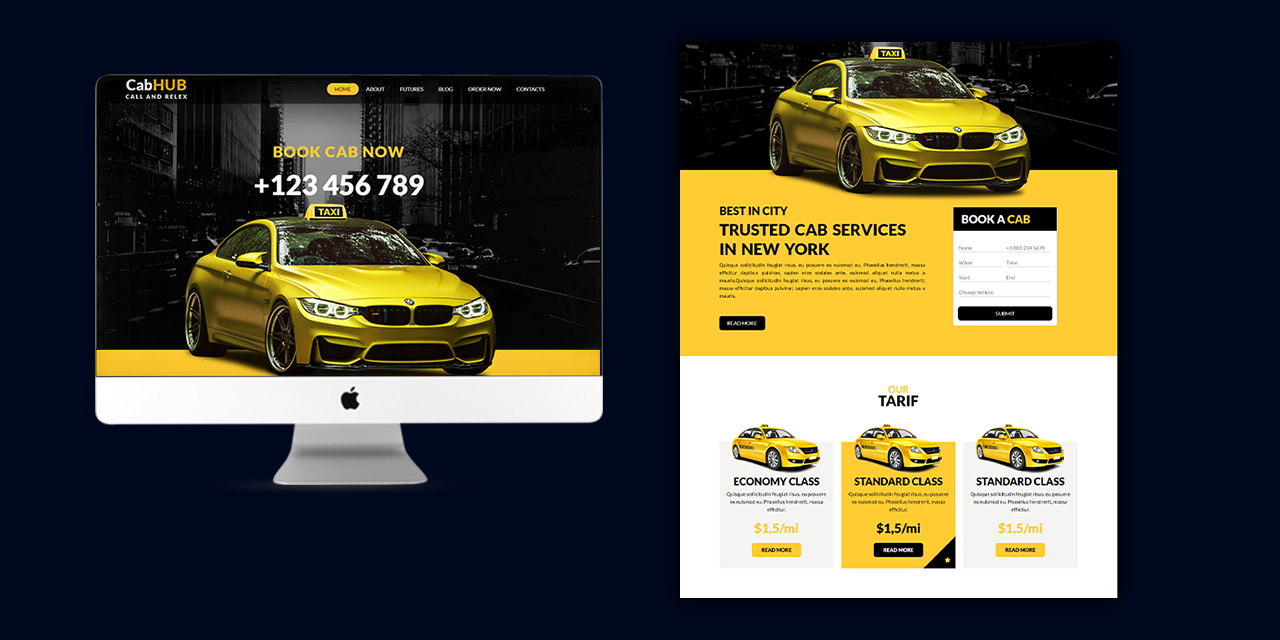 CabHUB
CALL AND RELEX
HOME ABOUT FUTURES BLOG ORDER NOW CONTACTS
BOOK CAB NOW
+123 456 789
TAXI
TAXI
BEST IN CITY
TRUSTED CAB SERVICES
IN NEW YORK
Quisque sollicitudin feugiat risus, eu posuere ex euismod eu. Phasellus hendrerit, massa
efficitur dapibus pulvinar, sapien eros sodales ante, euismod aliquet nulla metus a
mauris.Quisque sollicitudin feugiat risus, eu posuere ex euismod eu. Phasellus hendrerit,
massa efficitur dapibus pulvinar, sapien eros sodales ante, euismod aliquet nulla metus a
mauris.
READ MORE
BOOK A CAB
Name
When Time
Start End
Choose Vehicle
SUBMIT
OUR
TARIF
ECONOMY CLASS
Quisque sollicitudin feugiat risus, eu posuere
ex euismod eu. Phasellus hendrerit, massa
efficitur.
$1,5/mi
READ MORE
STANDARD CLASS
Quisque sollicitudin feugiat risus, eu posuere
ex euismod eu. Phasellus hendrerit, massa
efficitur.
$1,5/mi
READ MORE
STANDARD CLASS
Quisque sollicitudin feugiat risus, eu posuere
ex euismod eu. Phasellus hendrerit, massa
efficitur.
$1,5/mi
READ MORE